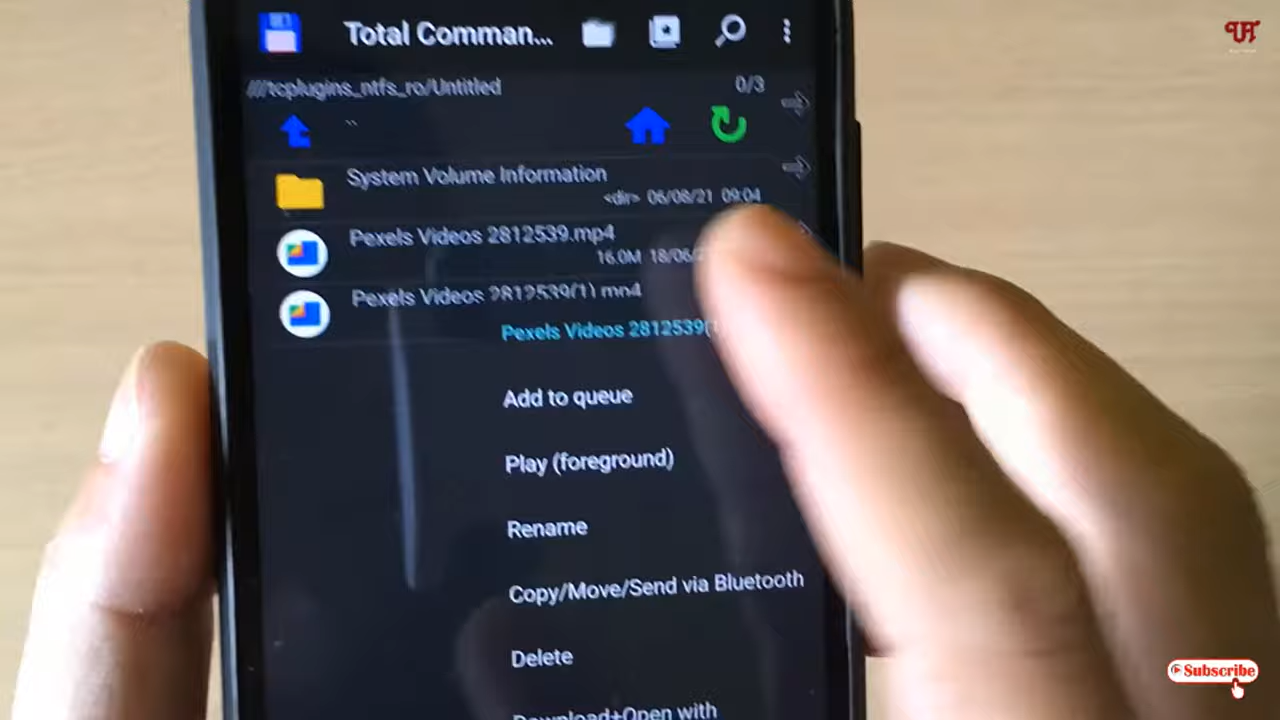 Total Comman...
///tcplugins_ntfs_ro/Untitled
0/3
..
System Volume Information
<dir> 06/08/21 09:04
Pexels Videos 2812539.mp4
16.0M 18/06/2
Pexels Videos 2812539(1).mp4
Pexels Videos 2812539(
Add to queue
Play (foreground)
Rename
Copy/Move/Send via Bluetooth
Delete
Download+Open with
Subscribe